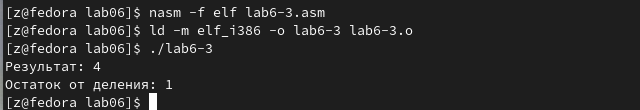 [z@fedora lab06]$ nasm -f elf lab6-3.asm
[z@fedora lab06]$ ld -m elf_i386 -o lab6-3 lab6-3.o
[z@fedora lab06]$ ./lab6-3
Результат: 4
Остаток от деления: 1
[z@fedora lab06]$